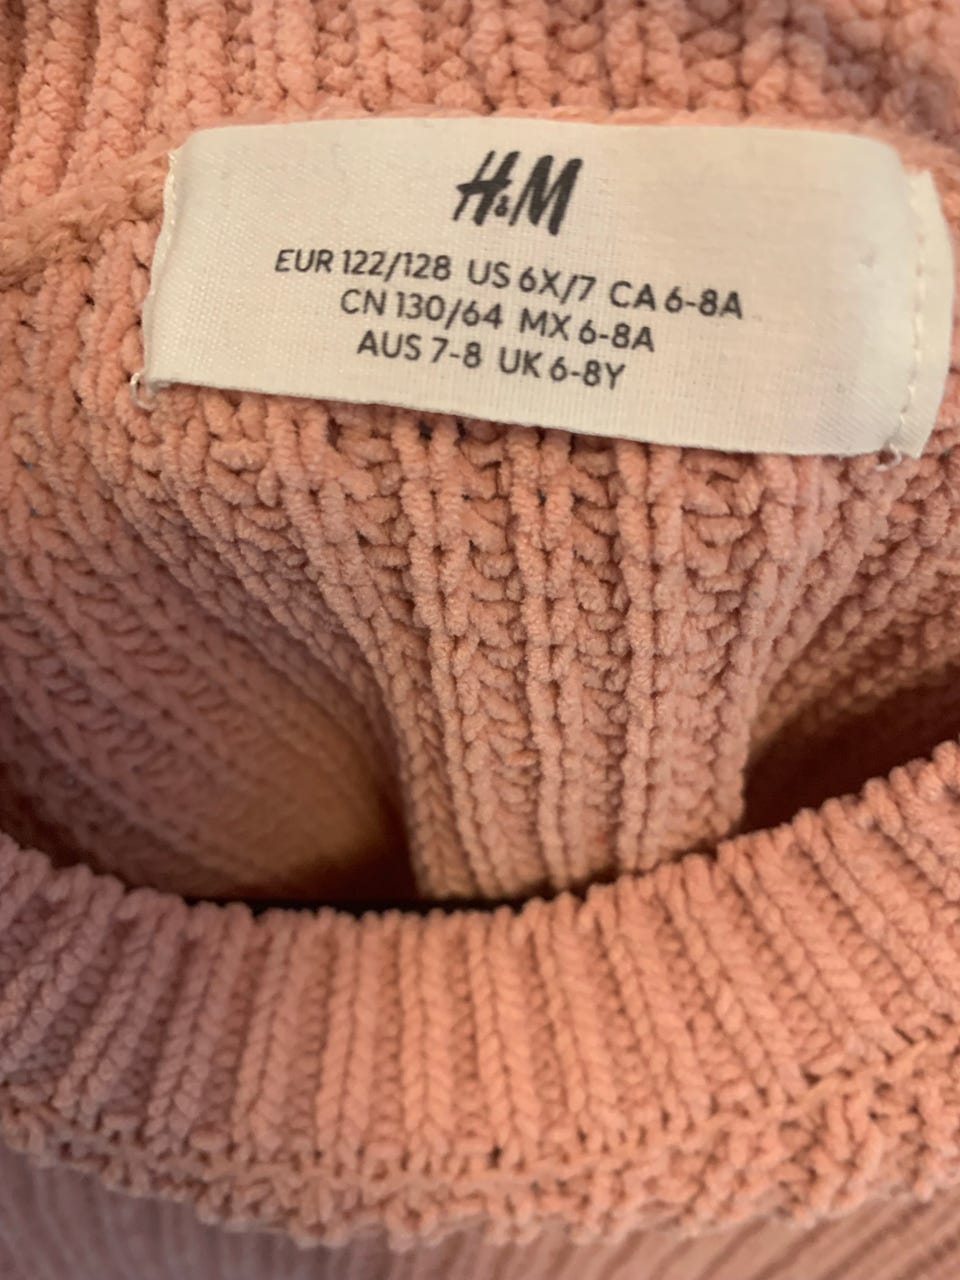 H&M
EUR 122/128 US 6X/7 CA 6-8A
CN 130/64 MX 6-8A
AUS 7-8 UK 6-8Y